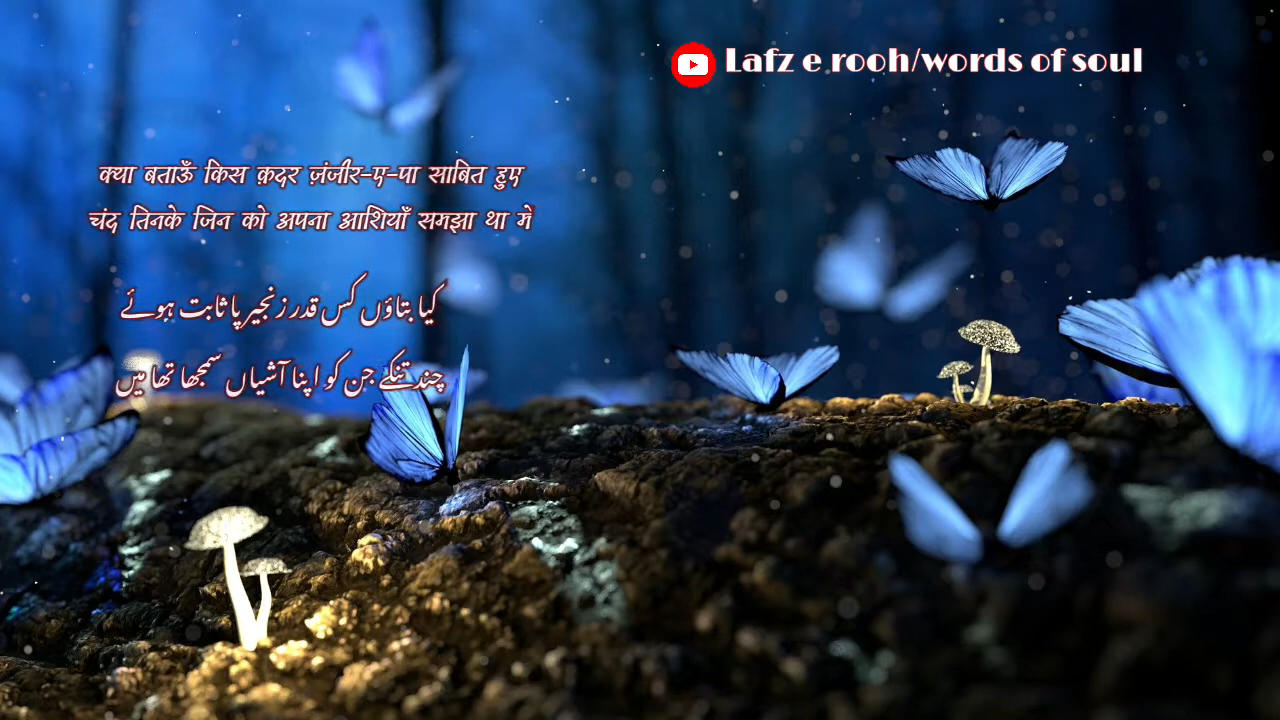 Lafz e rooh/words of soul
क्या बताऊँ किस क़दर ज़ंजीर-ए-पा साबित हुए
चंद तिनके जिन को अपना आशियाँ समझा था मे
کیا بتاؤں کس قدر زنجیر پا ثابت ہوئے
چند تنکے جن کو اپنا آشیاں سمجھا تھا میں